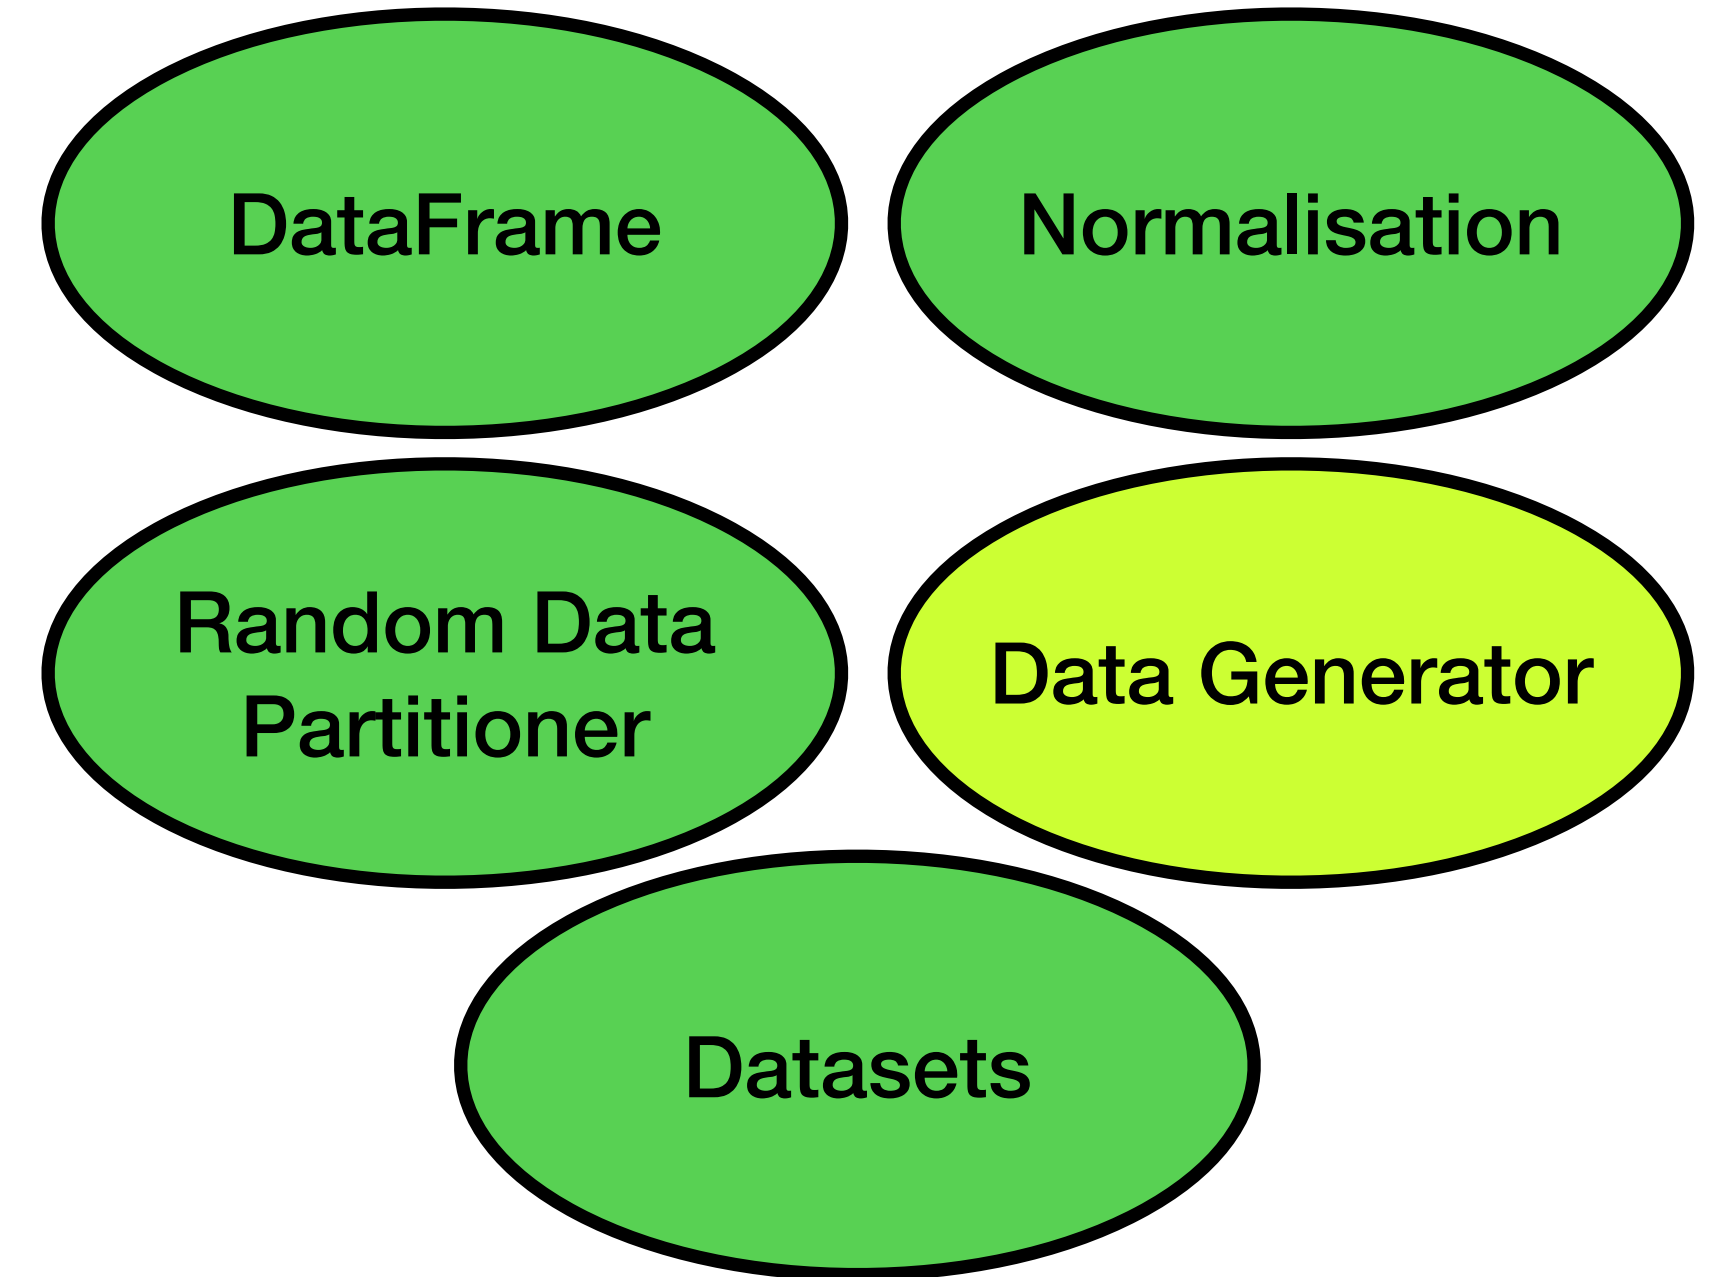 DataFrame
Normalisation
Random Data
Partitioner
Data Generator
Datasets